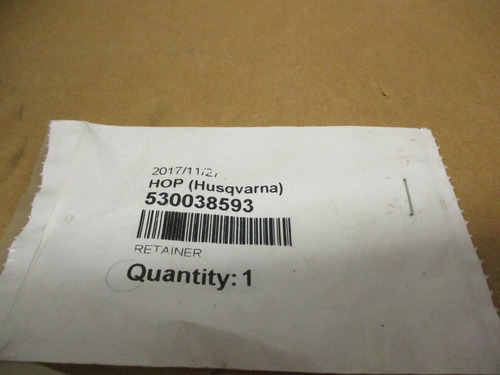 2017/11/27
HOP (Husqvarna)
530038593
RETAINER
Quantity: 1